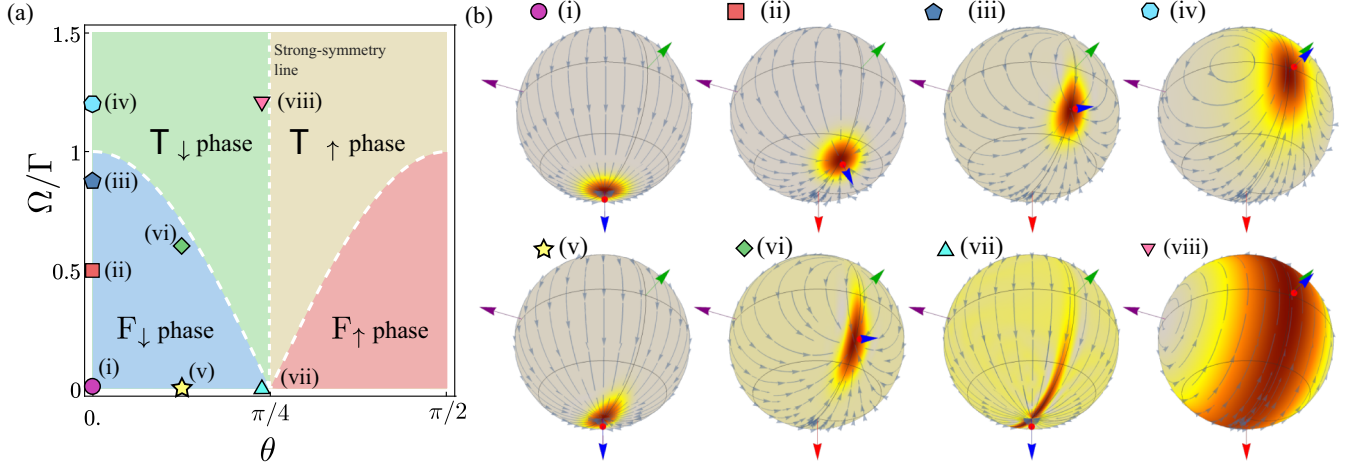 (a)
1.5
1
0.5
0
Ω/Γ
0.
π/4
π/2
θ
Strong-symmetry
line
(iv)
(viii)
T↓ phase
T↑ phase
(iii)
(vi)
(ii)
F↓ phase
F↑ phase
(i)
(v)
(vii)
(b)
(i)
(ii)
(iii)
(iv)
(v)
(vi)
(vii)
(viii)